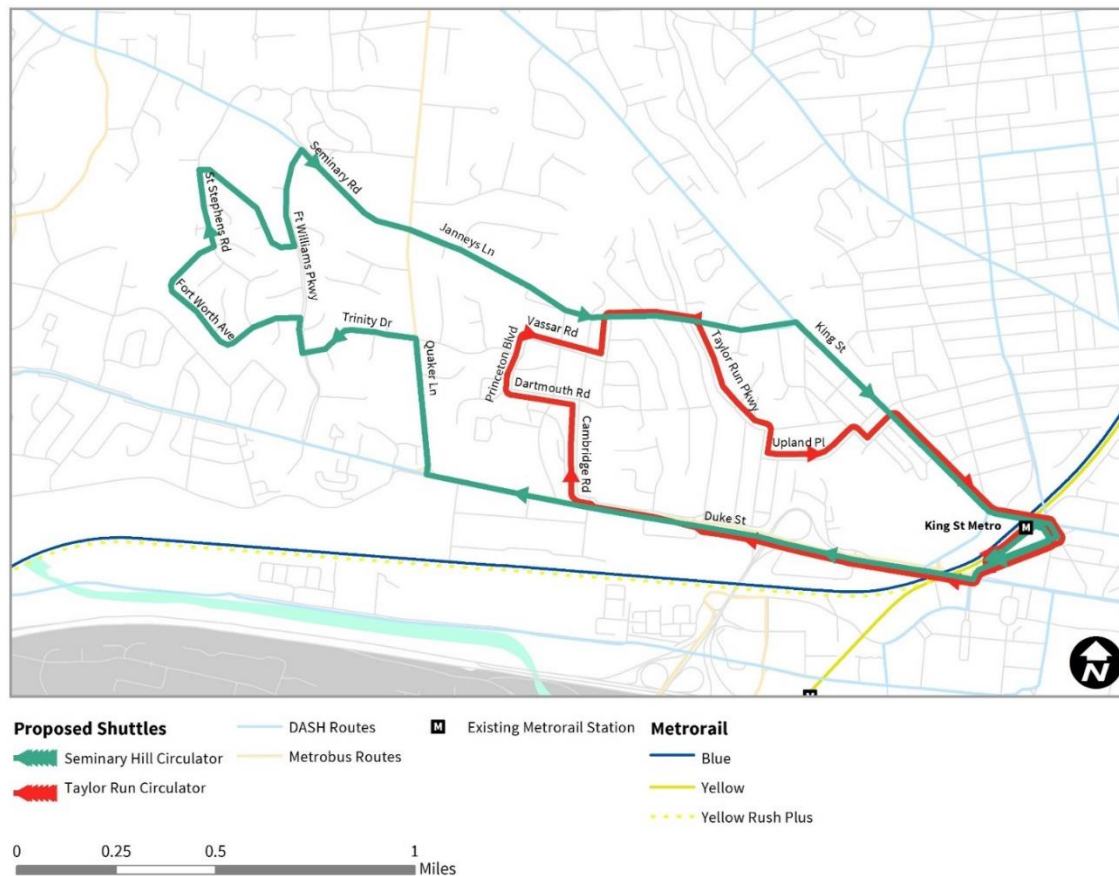 Seminary Rd
St Stephens Rd
Ft Williams Pkwy
Janneys Ln
Fort Worth Ave
Trinity Dr
Quaker Ln
Princeton Blvd
Vassar Rd
Dartmouth Rd
Cambridge Rd
Taylor Run Pkwy
King St
Upland Pl
Duke St
King St Metro
M
M
N
Proposed Shuttles
Seminary Hill Circulator
Taylor Run Circulator
DASH Routes
Metrobus Routes
M Existing Metrorail Station
Metrorail
Blue
Yellow
Yellow Rush Plus
0 0.25 0.5 1
Miles